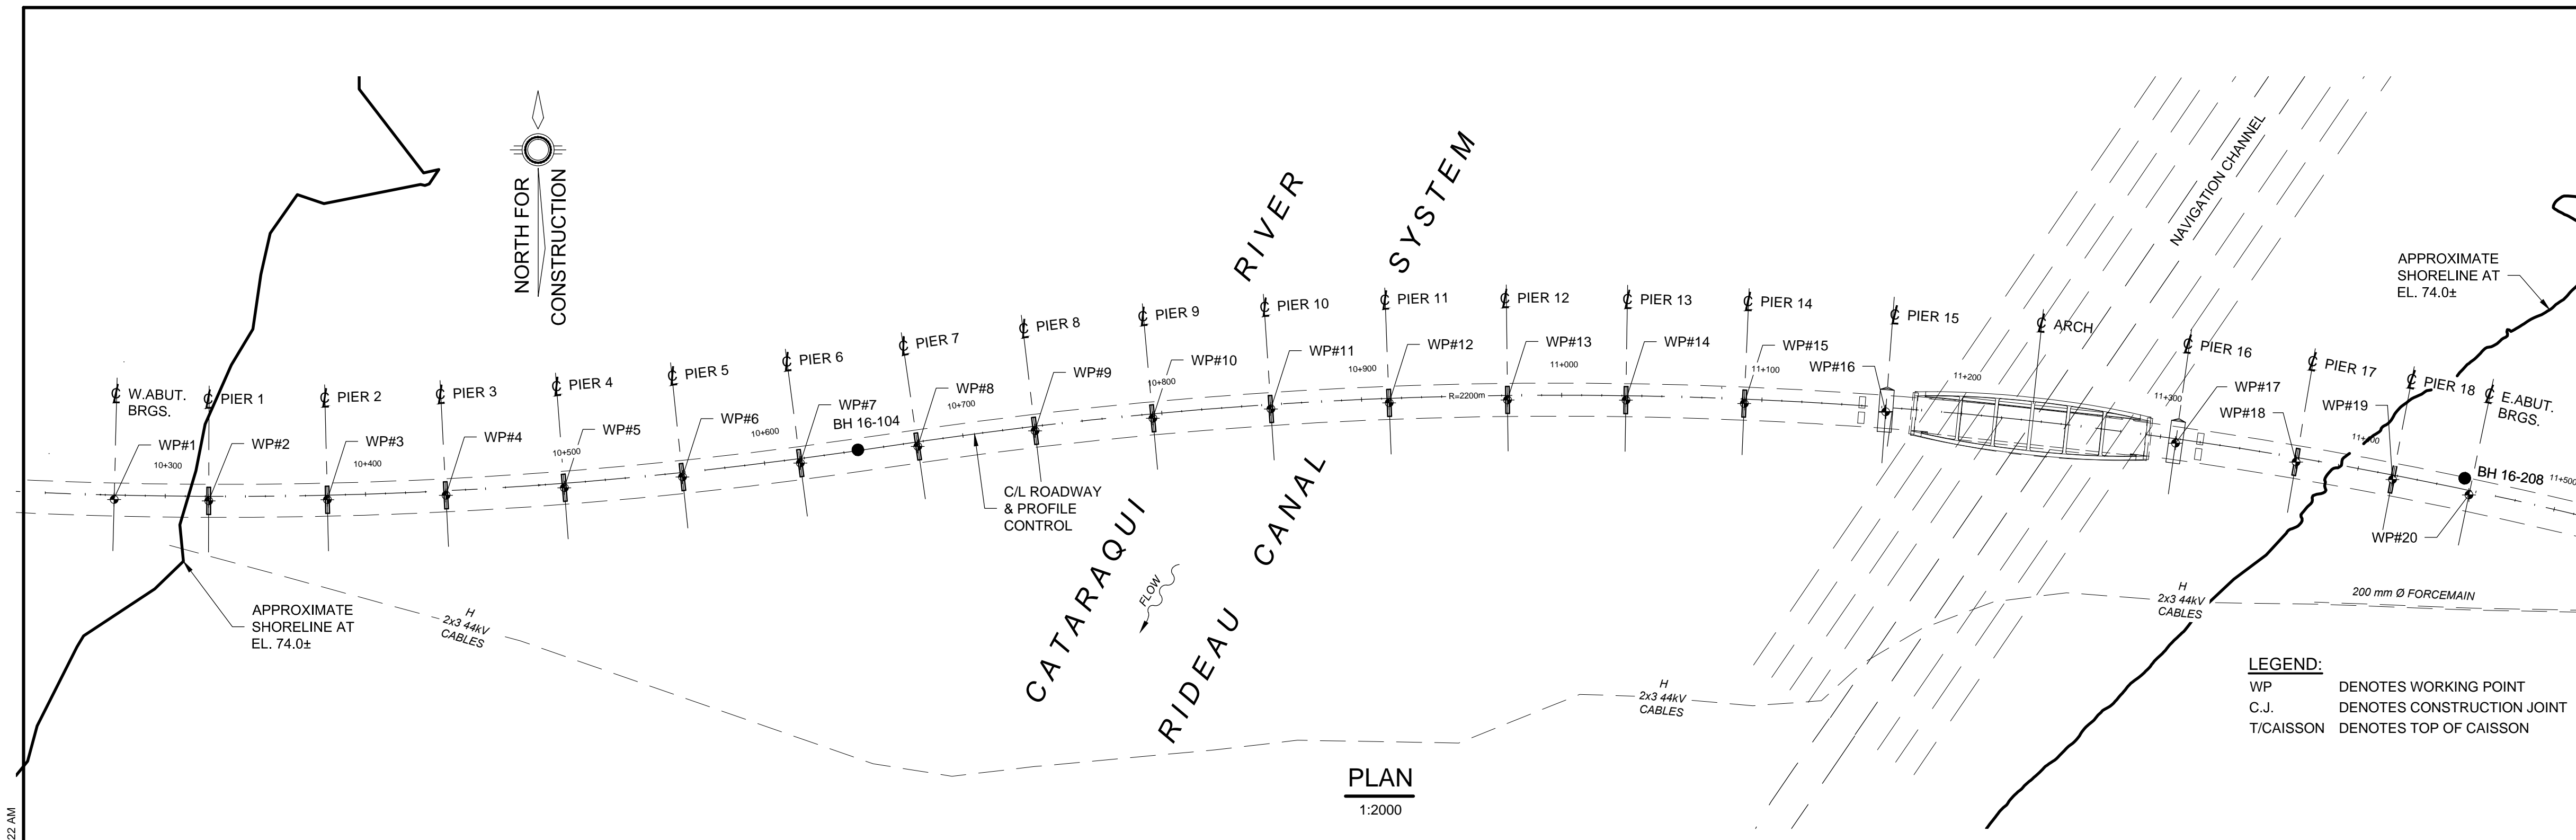 NORTH FOR
CONSTRUCTION
RIVER
SYSTEM
NAVIGATION CHANNEL
APPROXIMATE
SHORELINE AT
EL. 74.0±
℄ W.ABUT.
BRGS.
℄ PIER 1
℄ PIER 2
℄ PIER 3
℄ PIER 4
℄ PIER 5
℄ PIER 6
℄ PIER 7
℄ PIER 8
℄ PIER 9
℄ PIER 10
℄ PIER 11
℄ PIER 12
℄ PIER 13
℄ PIER 14
℄ PIER 15
℄ ARCH
℄ PIER 16
℄ PIER 17
℄ PIER 18
℄ E.ABUT.
BRGS.
WP#1
WP#2
WP#3
WP#4
WP#5
WP#6
WP#7
BH 16-104
WP#8
WP#9
WP#10
WP#11
WP#12
WP#13
WP#14
WP#15
WP#16
WP#17
WP#18
WP#19
WP#20
BH 16-208
10+300
10+400
10+500
10+600
10+700
10+800
10+900
11+000
11+100
11+200
11+300
11+500
R=2200m
C/L ROADWAY
& PROFILE
CONTROL
CATARAQUI
RIDEAU CANAL
FLOW
APPROXIMATE
SHORELINE AT
EL. 74.0±
H
2x3 44kV
CABLES
H
2x3 44kV
CABLES
H
2x3 44kV
CABLES
200 mm Ø FORCEMAIN
LEGEND:
WP DENOTES WORKING POINT
C.J. DENOTES CONSTRUCTION JOINT
T/CAISSON DENOTES TOP OF CAISSON
PLAN
1:2000
22 AM